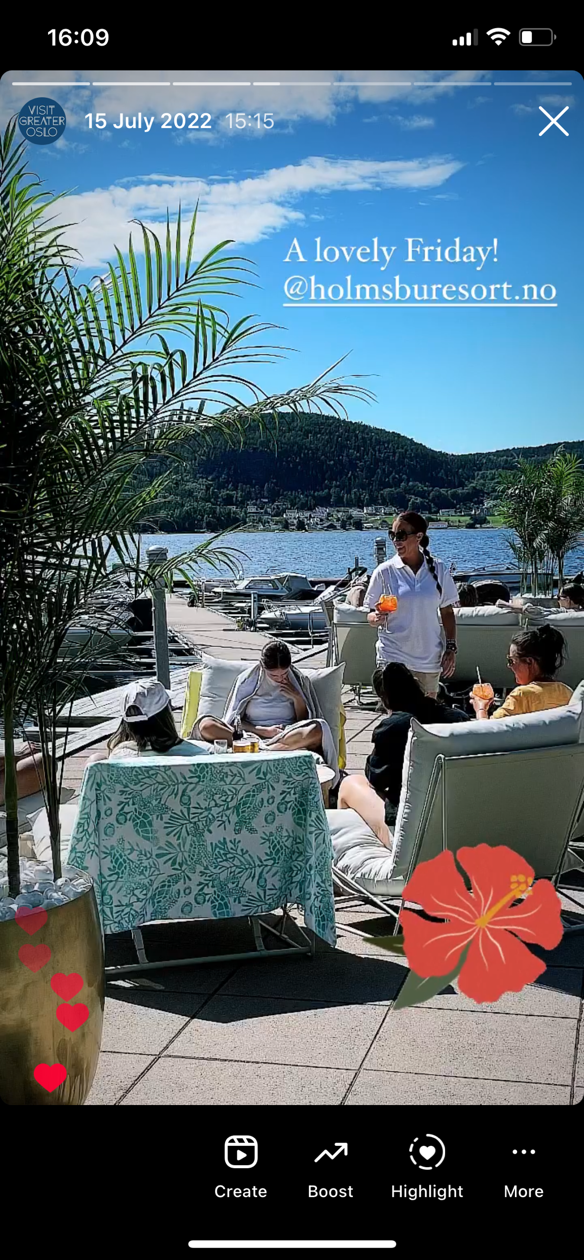 16:09
VISIT
GREATER
OSLO
15 July 2022 15:15
A lovely Friday!
@holmsburesort.no
Create Boost Highlight More